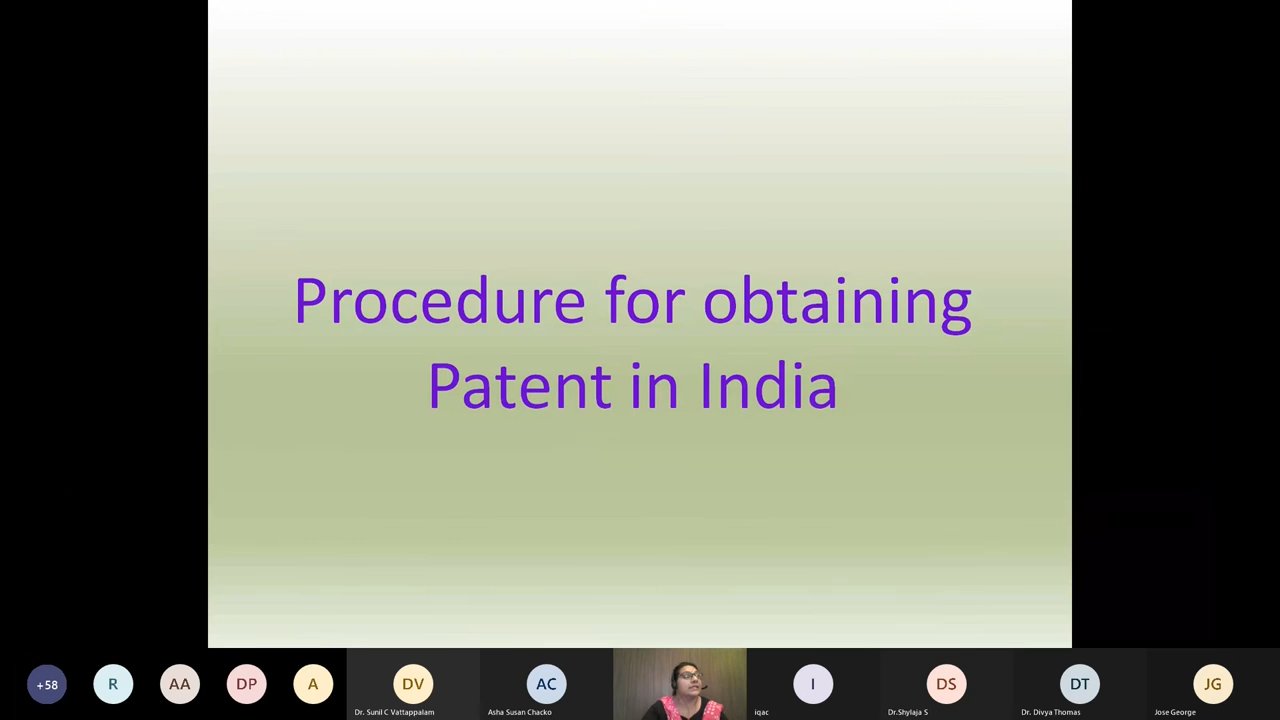 Procedure for obtaining
Patent in India
+58
R
AA
DP
A
DV
AC
I
DS
DT
JG
Dr. Sunil C Vattappalam
Asha Susan Chacko
iqac
Dr.Shylaja S
Dr. Divya Thomas
Jose George